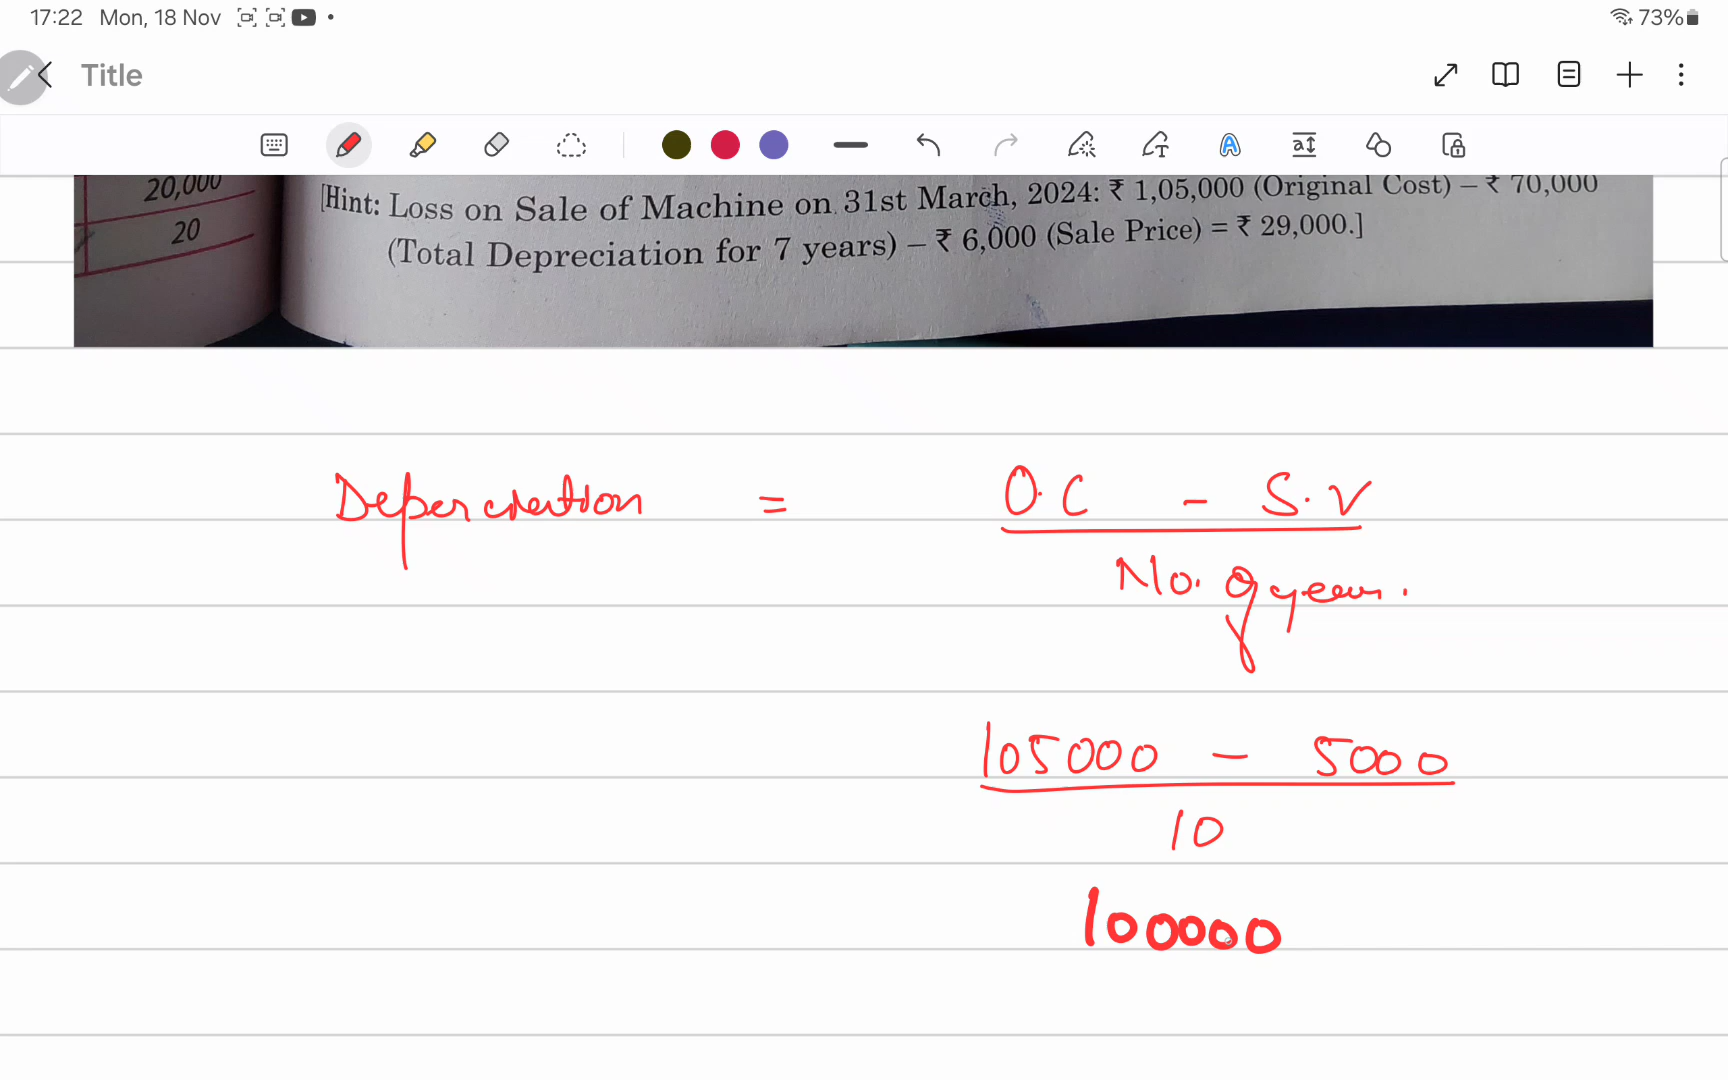 17:22 Mon, 18 Nov
73%
Title
20,000
20
[Hint: Loss on Sale of Machine on 31st March, 2024: ₹ 1,05,000 (Original Cost) – ₹ 70,000
(Total Depreciation for 7 years) – ₹ 6,000 (Sale Price) = ₹ 29,000.]
=
O.C - S.V
No. of years.
105000 - 5000
10
100000